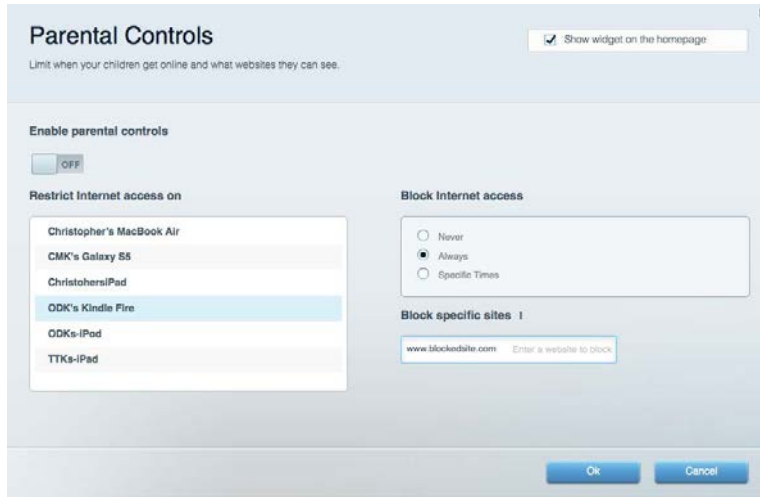 Parental Controls
Show widget on the homepage
Limit when your children get online and what websites they can see.
Enable parental controls
OFF
Restrict Internet access on
Christopher's MacBook Air
CMK's Galaxy S5
ChristohersiPad
ODK's Kindle Fire
ODKs-iPod
TTKs-iPad
Block Internet access
Never
Always
Specific Times
Block specific sites
www.blockedsite.com Enter a website to block
Ok
Cancel